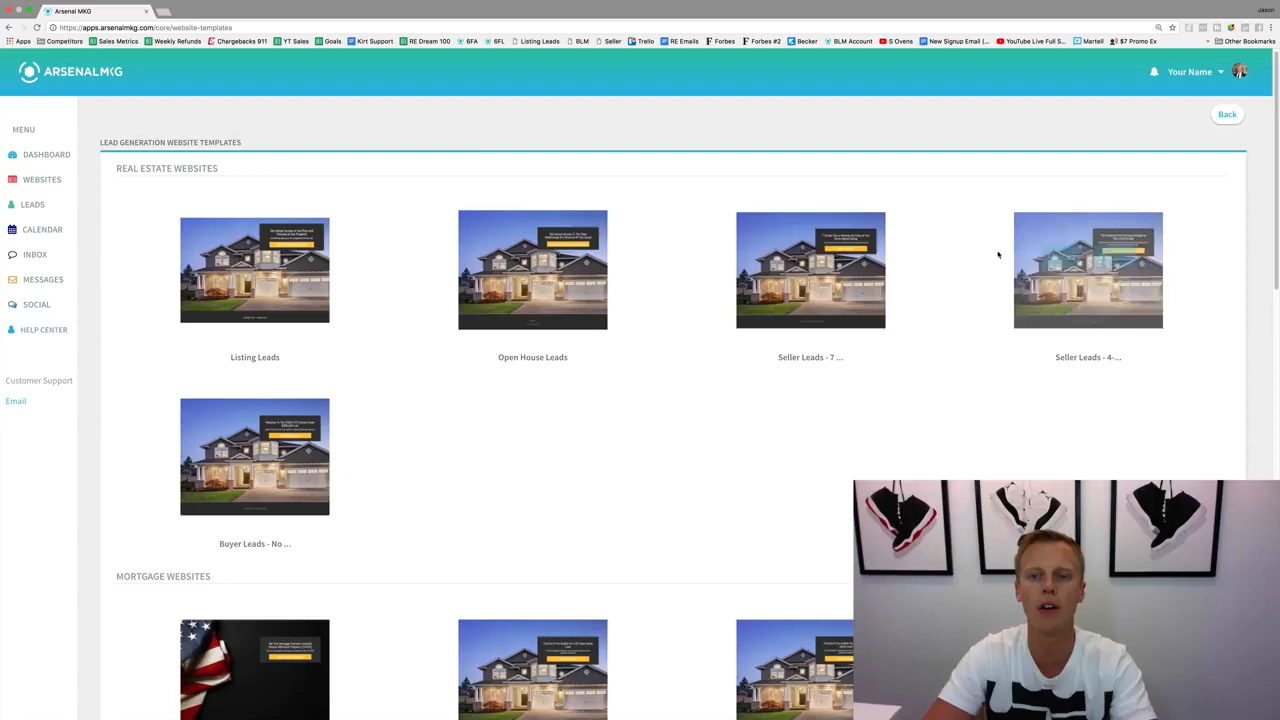 Arsenal MKG
Jason
https://apps.arsenalmkg.com/core/website-templates
Apps Competitors Sales Metrics Weekly Refunds Chargebacks 911 YT Sales Goals Kirt Support RE Dream 100 6FA 6FL Listing Leads BLM Seller Trello RE Emails Forbes Forbes #2 Becker BLM Account S Ovens New Signup Email (... YouTube Live Full S... Martell $7 Promo Ex Other Bookmarks
ARSENALMKG
Your Name
Back
MENU
DASHBOARD
WEBSITES
LEADS
CALENDAR
INBOX
MESSAGES
SOCIAL
HELP CENTER
Customer Support
Email
LEAD GENERATION WEBSITE TEMPLATES
REAL ESTATE WEBSITES
Listing Leads
Open House Leads
Seller Leads - 7 ...
Seller Leads - 4-...
Buyer Leads - No ...
MORTGAGE WEBSITES